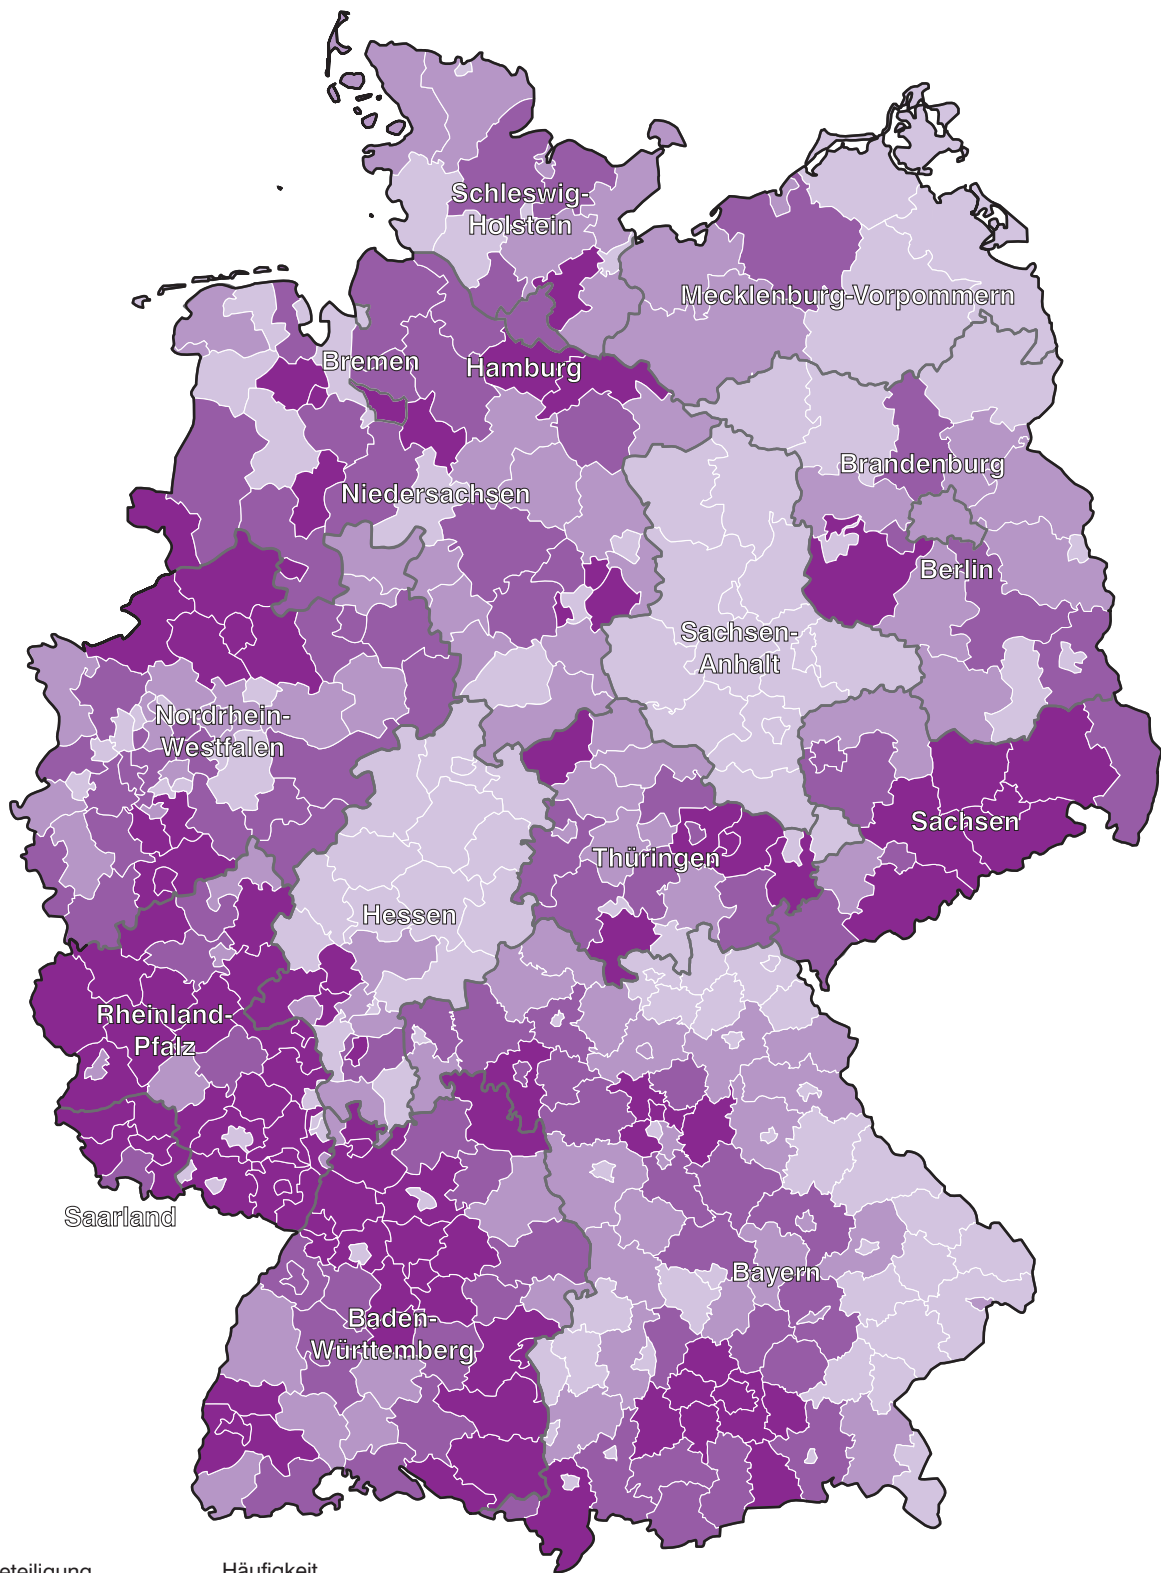 Schleswig-
Holstein
Mecklenburg-Vorpommern
Bremen
Hamburg
Brandenburg
Niedersachsen
Berlin
Sachsen-
Anhalt
Nordrhein-
Westfalen
Sachsen
Thüringen
Hessen
Rheinland-
Pfalz
Saarland
Bayern
Baden-
Württemberg
Häufigkeit